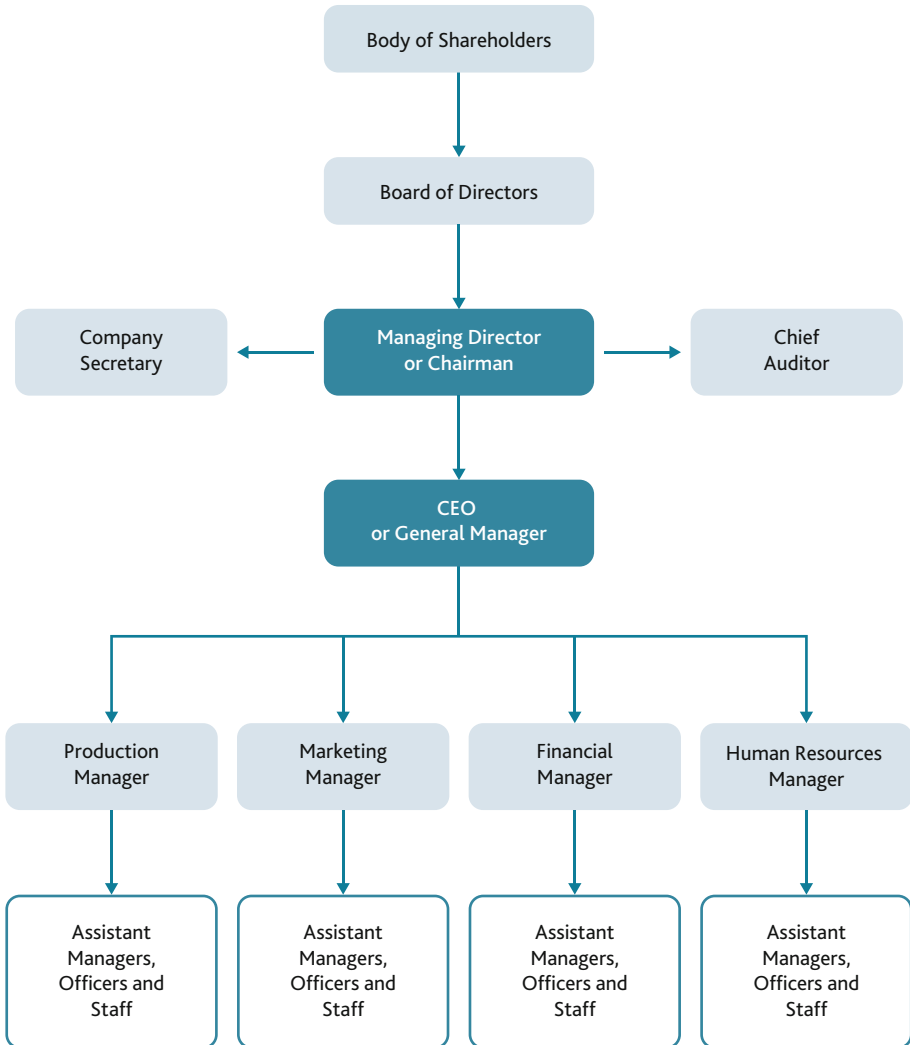 Body of Shareholders
Board of Directors
Company
Secretary
Managing Director
or Chairman
Chief
Auditor
CEO
or General Manager
Production
Manager
Marketing
Manager
Financial
Manager
Human Resources
Manager
Assistant
Managers,
Officers and
Staff
Assistant
Managers,
Officers and
Staff
Assistant
Managers,
Officers and
Staff
Assistant
Managers,
Officers and
Staff